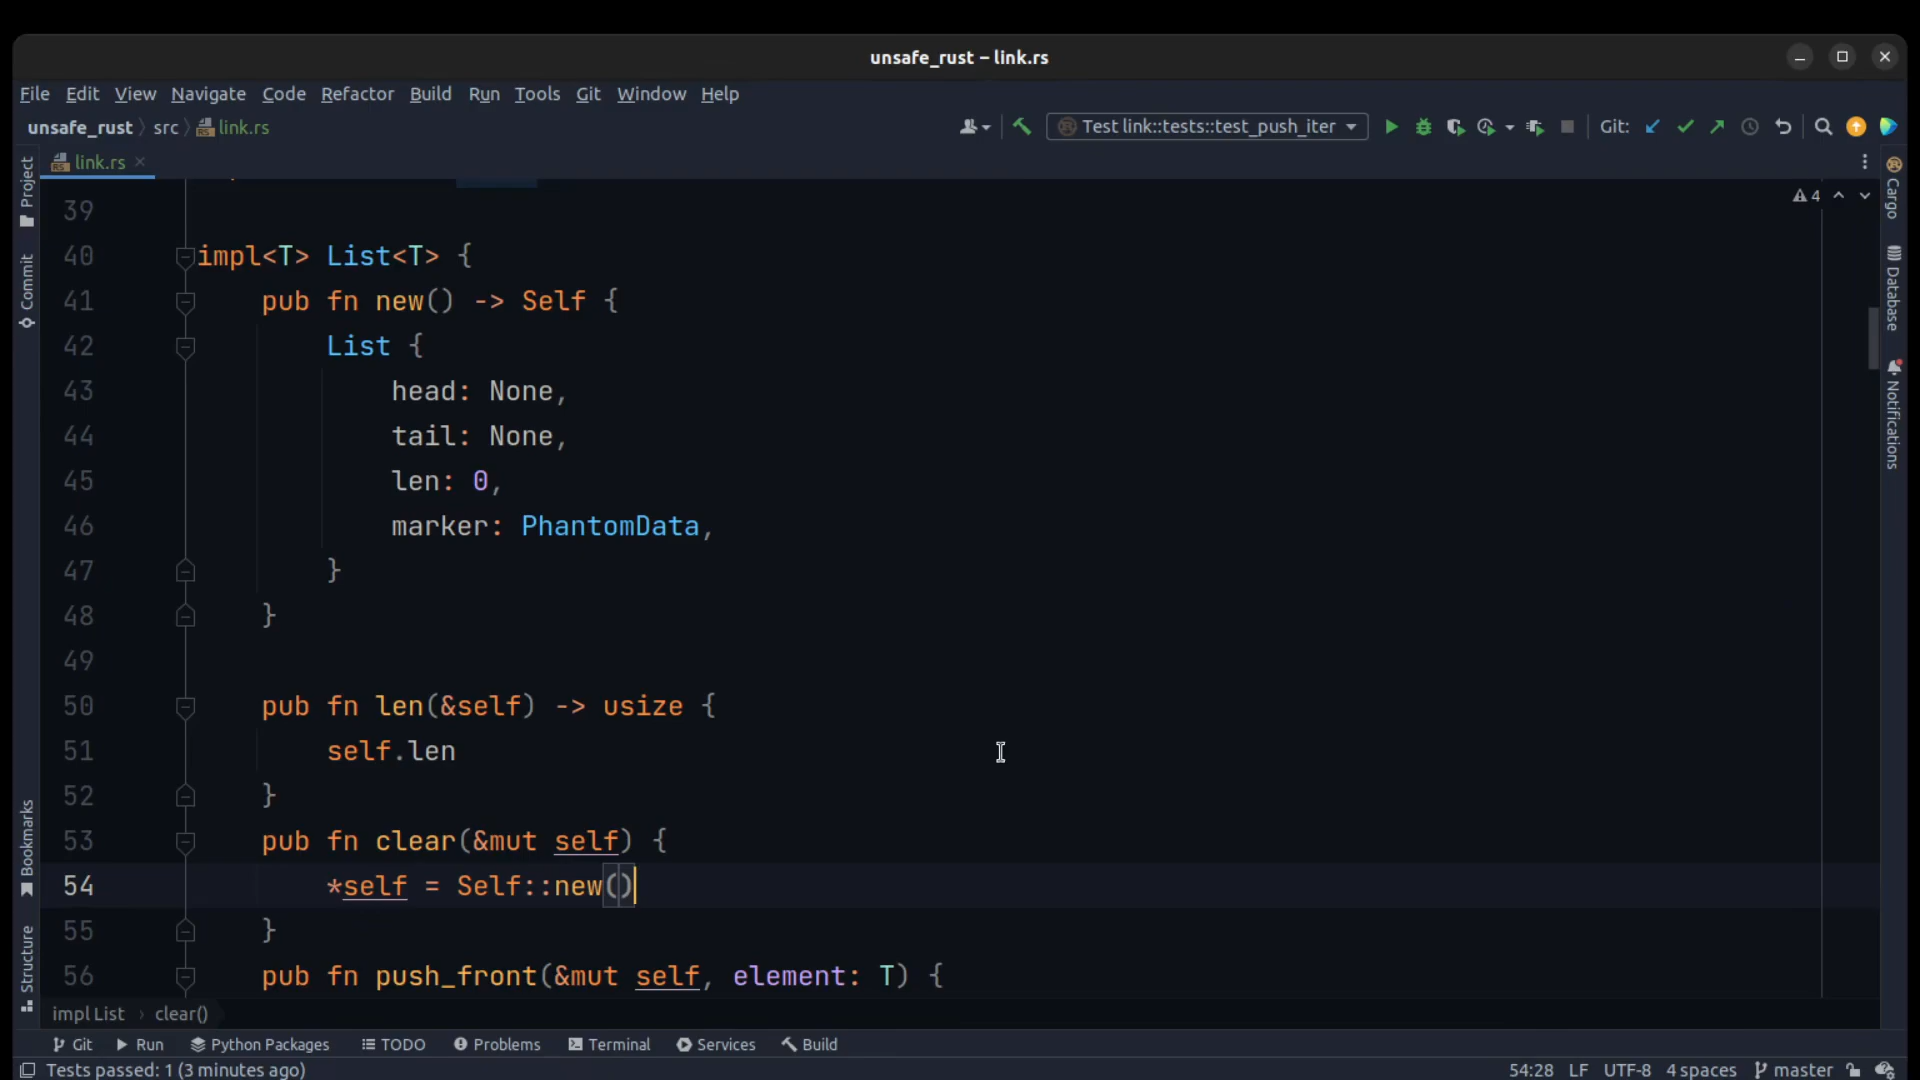 unsafe_rust – link.rs
File Edit View Navigate Code Refactor Build Run Tools Git Window Help
unsafe_rust src link.rs Test link::tests::test_push_iter Git:
link.rs
4
Project
Commit
Bookmarks
Structure
Cargo
Database
Notifications
39
40 impl<T> List<T> {
41     pub fn new() -> Self {
42         List {
43             head: None,
44             tail: None,
45             len: 0,
46             marker: PhantomData,
47         }
48     }
49
50     pub fn len(&self) -> usize {
51         self.len
52     }
53     pub fn clear(&mut self) {
54         *self = Self::new()
55     }
56     pub fn push_front(&mut self, element: T) {
impl List › clear()
Git Run Python Packages TODO Problems Terminal Services Build
Tests passed: 1 (3 minutes ago) 54:28 LF UTF-8 4 spaces master